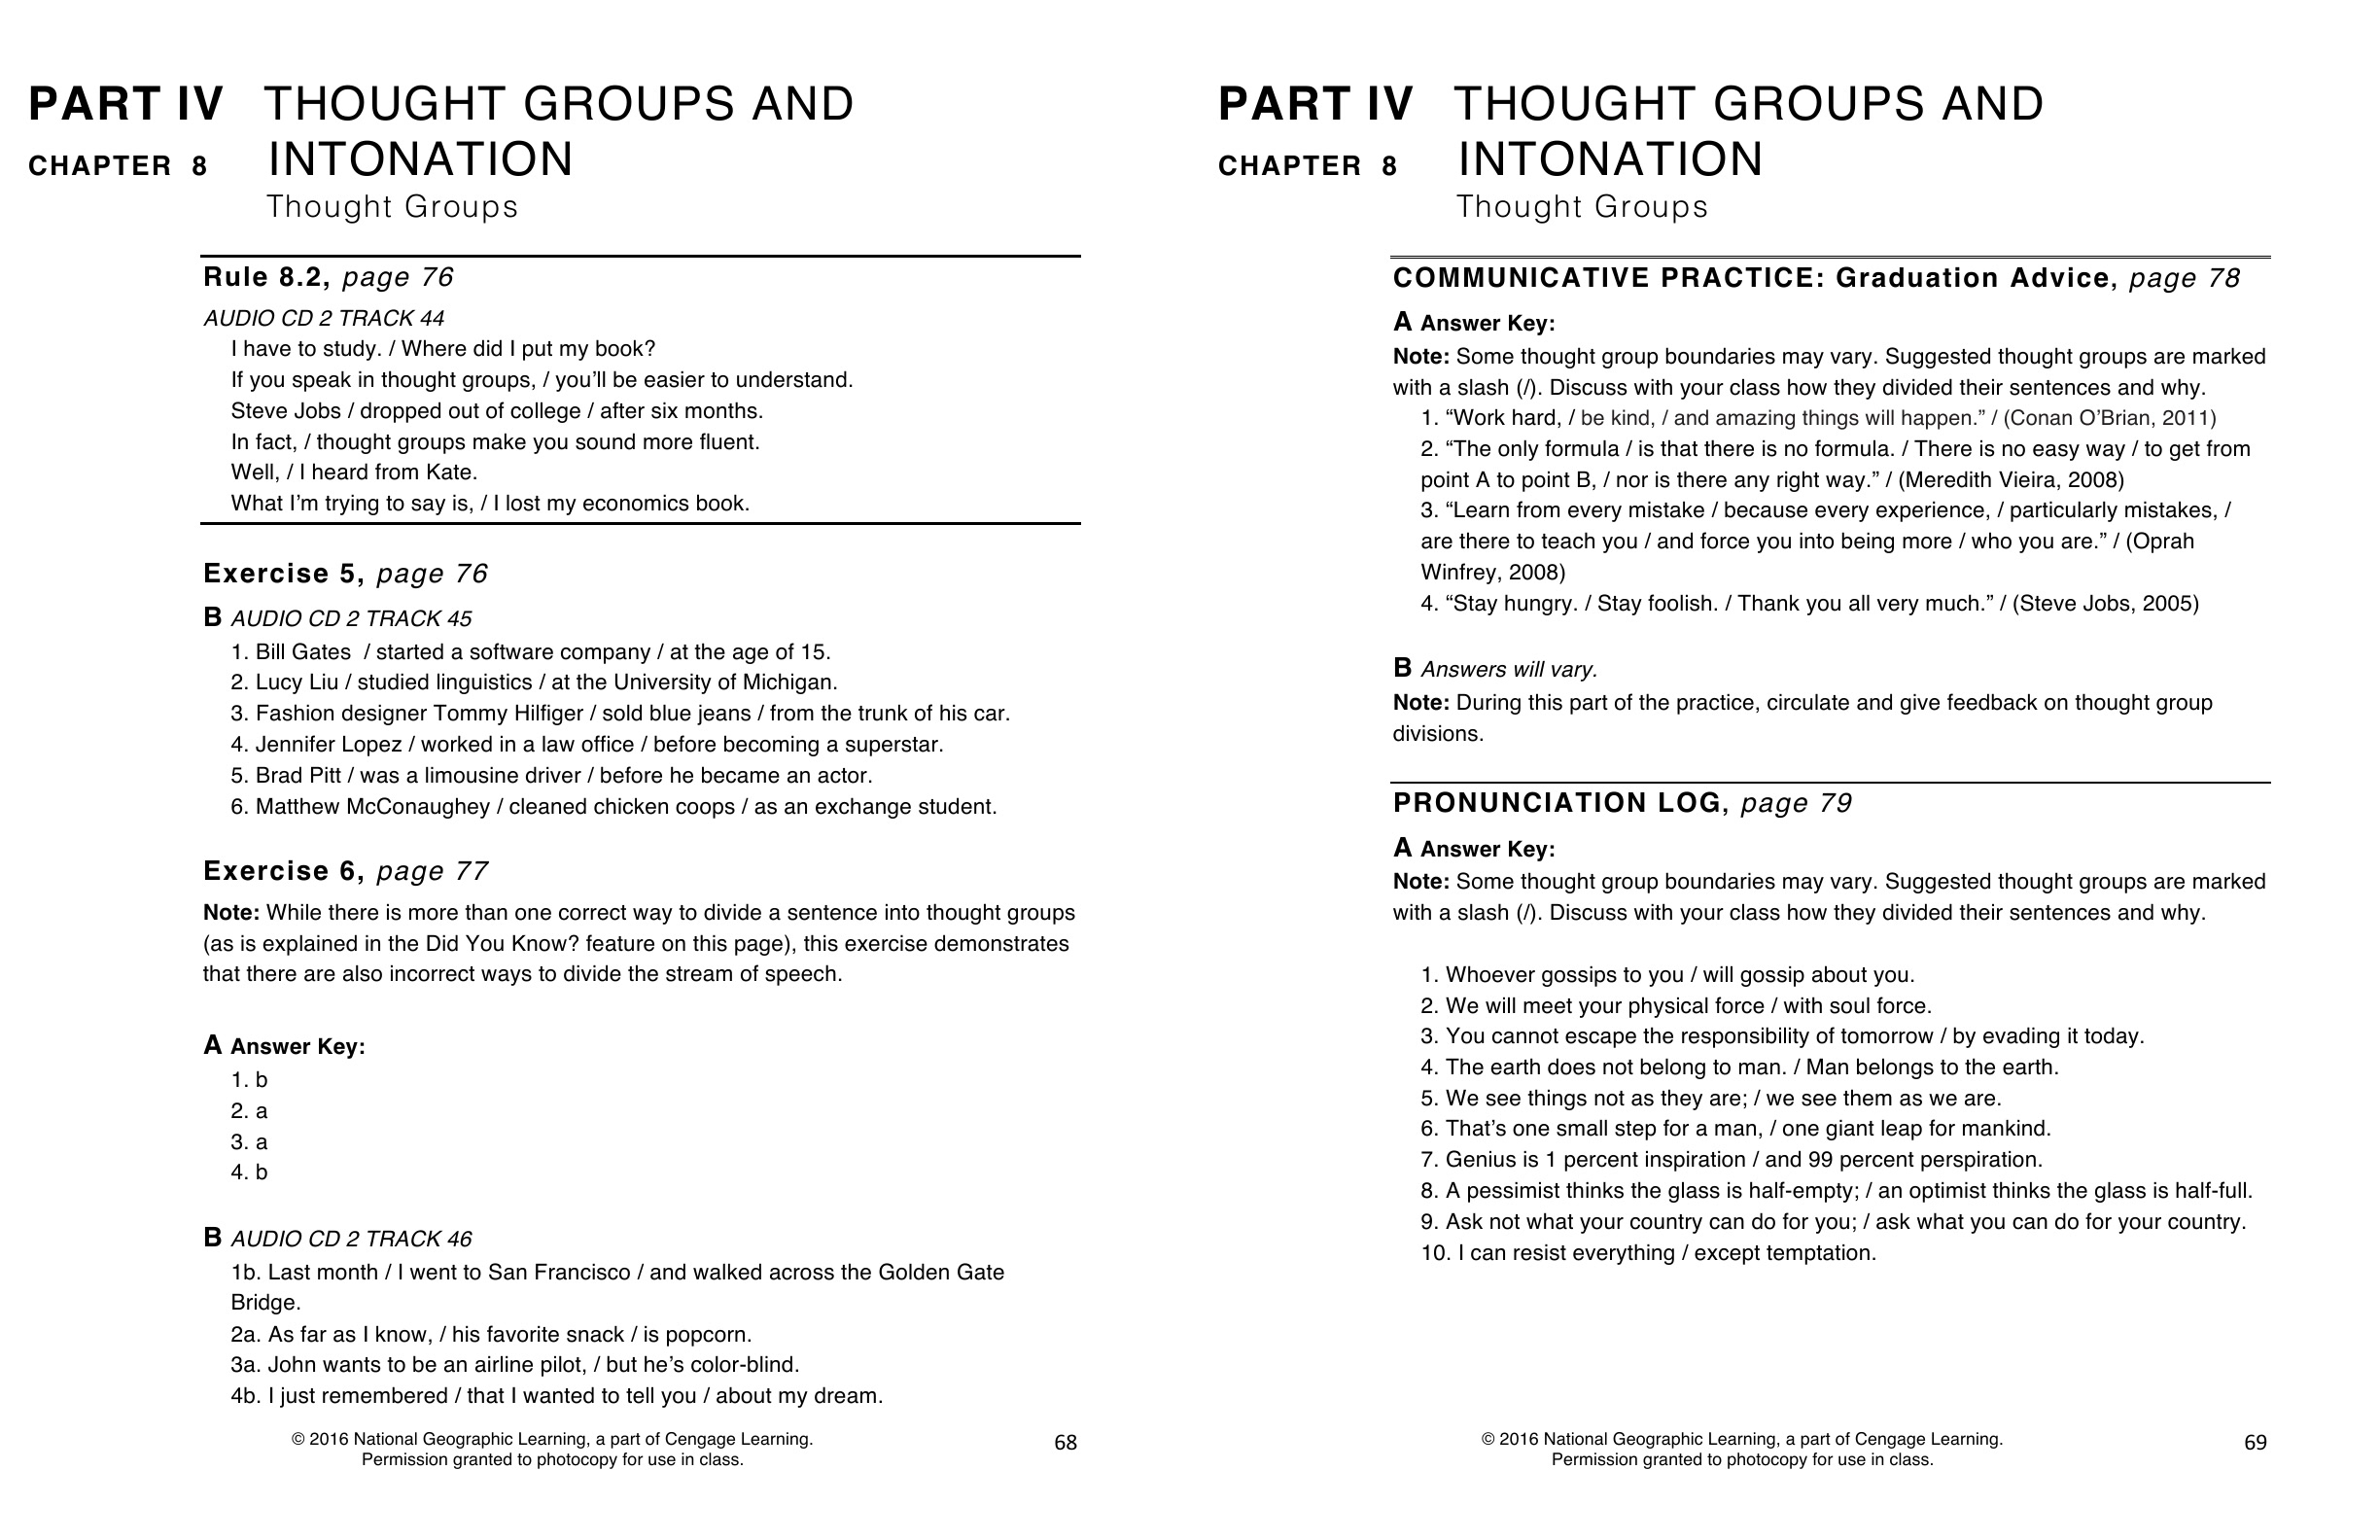 PART IV THOUGHT GROUPS AND
CHAPTER 8 INTONATION
Thought Groups
Rule 8.2, page 76
AUDIO CD 2 TRACK 44
I have to study. / Where did I put my book?
If you speak in thought groups, / you’ll be easier to understand.
Steve Jobs / dropped out of college / after six months.
In fact, / thought groups make you sound more fluent.
Well, / I heard from Kate.
What I’m trying to say is, / I lost my economics book.
Exercise 5, page 76
B AUDIO CD 2 TRACK 45
1. Bill Gates  / started a software company / at the age of 15.
2. Lucy Liu / studied linguistics / at the University of Michigan.
3. Fashion designer Tommy Hilfiger / sold blue jeans / from the trunk of his car.
4. Jennifer Lopez / worked in a law office / before becoming a superstar.
5. Brad Pitt / was a limousine driver / before he became an actor.
6. Matthew McConaughey / cleaned chicken coops / as an exchange student.
Exercise 6, page 77
Note: While there is more than one correct way to divide a sentence into thought groups
(as is explained in the Did You Know? feature on this page), this exercise demonstrates
that there are also incorrect ways to divide the stream of speech.
A Answer Key:
1. b
2. a
3. a
4. b
B AUDIO CD 2 TRACK 46
1b. Last month / I went to San Francisco / and walked across the Golden Gate
Bridge.
2a. As far as I know, / his favorite snack / is popcorn.
3a. John wants to be an airline pilot, / but he’s color-blind.
4b. I just remembered / that I wanted to tell you / about my dream.
© 2016 National Geographic Learning, a part of Cengage Learning.
Permission granted to photocopy for use in class.
68
PART IV THOUGHT GROUPS AND
CHAPTER 8 INTONATION
Thought Groups
COMMUNICATIVE PRACTICE: Graduation Advice, page 78
A Answer Key:
Note: Some thought group boundaries may vary. Suggested thought groups are marked
with a slash (/). Discuss with your class how they divided their sentences and why.
1. “Work hard, / be kind, / and amazing things will happen.” / (Conan O’Brian, 2011)
2. “The only formula / is that there is no formula. / There is no easy way / to get from
point A to point B, / nor is there any right way.” / (Meredith Vieira, 2008)
3. “Learn from every mistake / because every experience, / particularly mistakes, /
are there to teach you / and force you into being more / who you are.” / (Oprah
Winfrey, 2008)
4. “Stay hungry. / Stay foolish. / Thank you all very much.” / (Steve Jobs, 2005)
B Answers will vary.
Note: During this part of the practice, circulate and give feedback on thought group
divisions.
PRONUNCIATION LOG, page 79
A Answer Key:
Note: Some thought group boundaries may vary. Suggested thought groups are marked
with a slash (/). Discuss with your class how they divided their sentences and why.
1. Whoever gossips to you / will gossip about you.
2. We will meet your physical force / with soul force.
3. You cannot escape the responsibility of tomorrow / by evading it today.
4. The earth does not belong to man. / Man belongs to the earth.
5. We see things not as they are; / we see them as we are.
6. That’s one small step for a man, / one giant leap for mankind.
7. Genius is 1 percent inspiration / and 99 percent perspiration.
8. A pessimist thinks the glass is half-empty; / an optimist thinks the glass is half-full.
9. Ask not what your country can do for you; / ask what you can do for your country.
10. I can resist everything / except temptation.
© 2016 National Geographic Learning, a part of Cengage Learning.
Permission granted to photocopy for use in class.
69